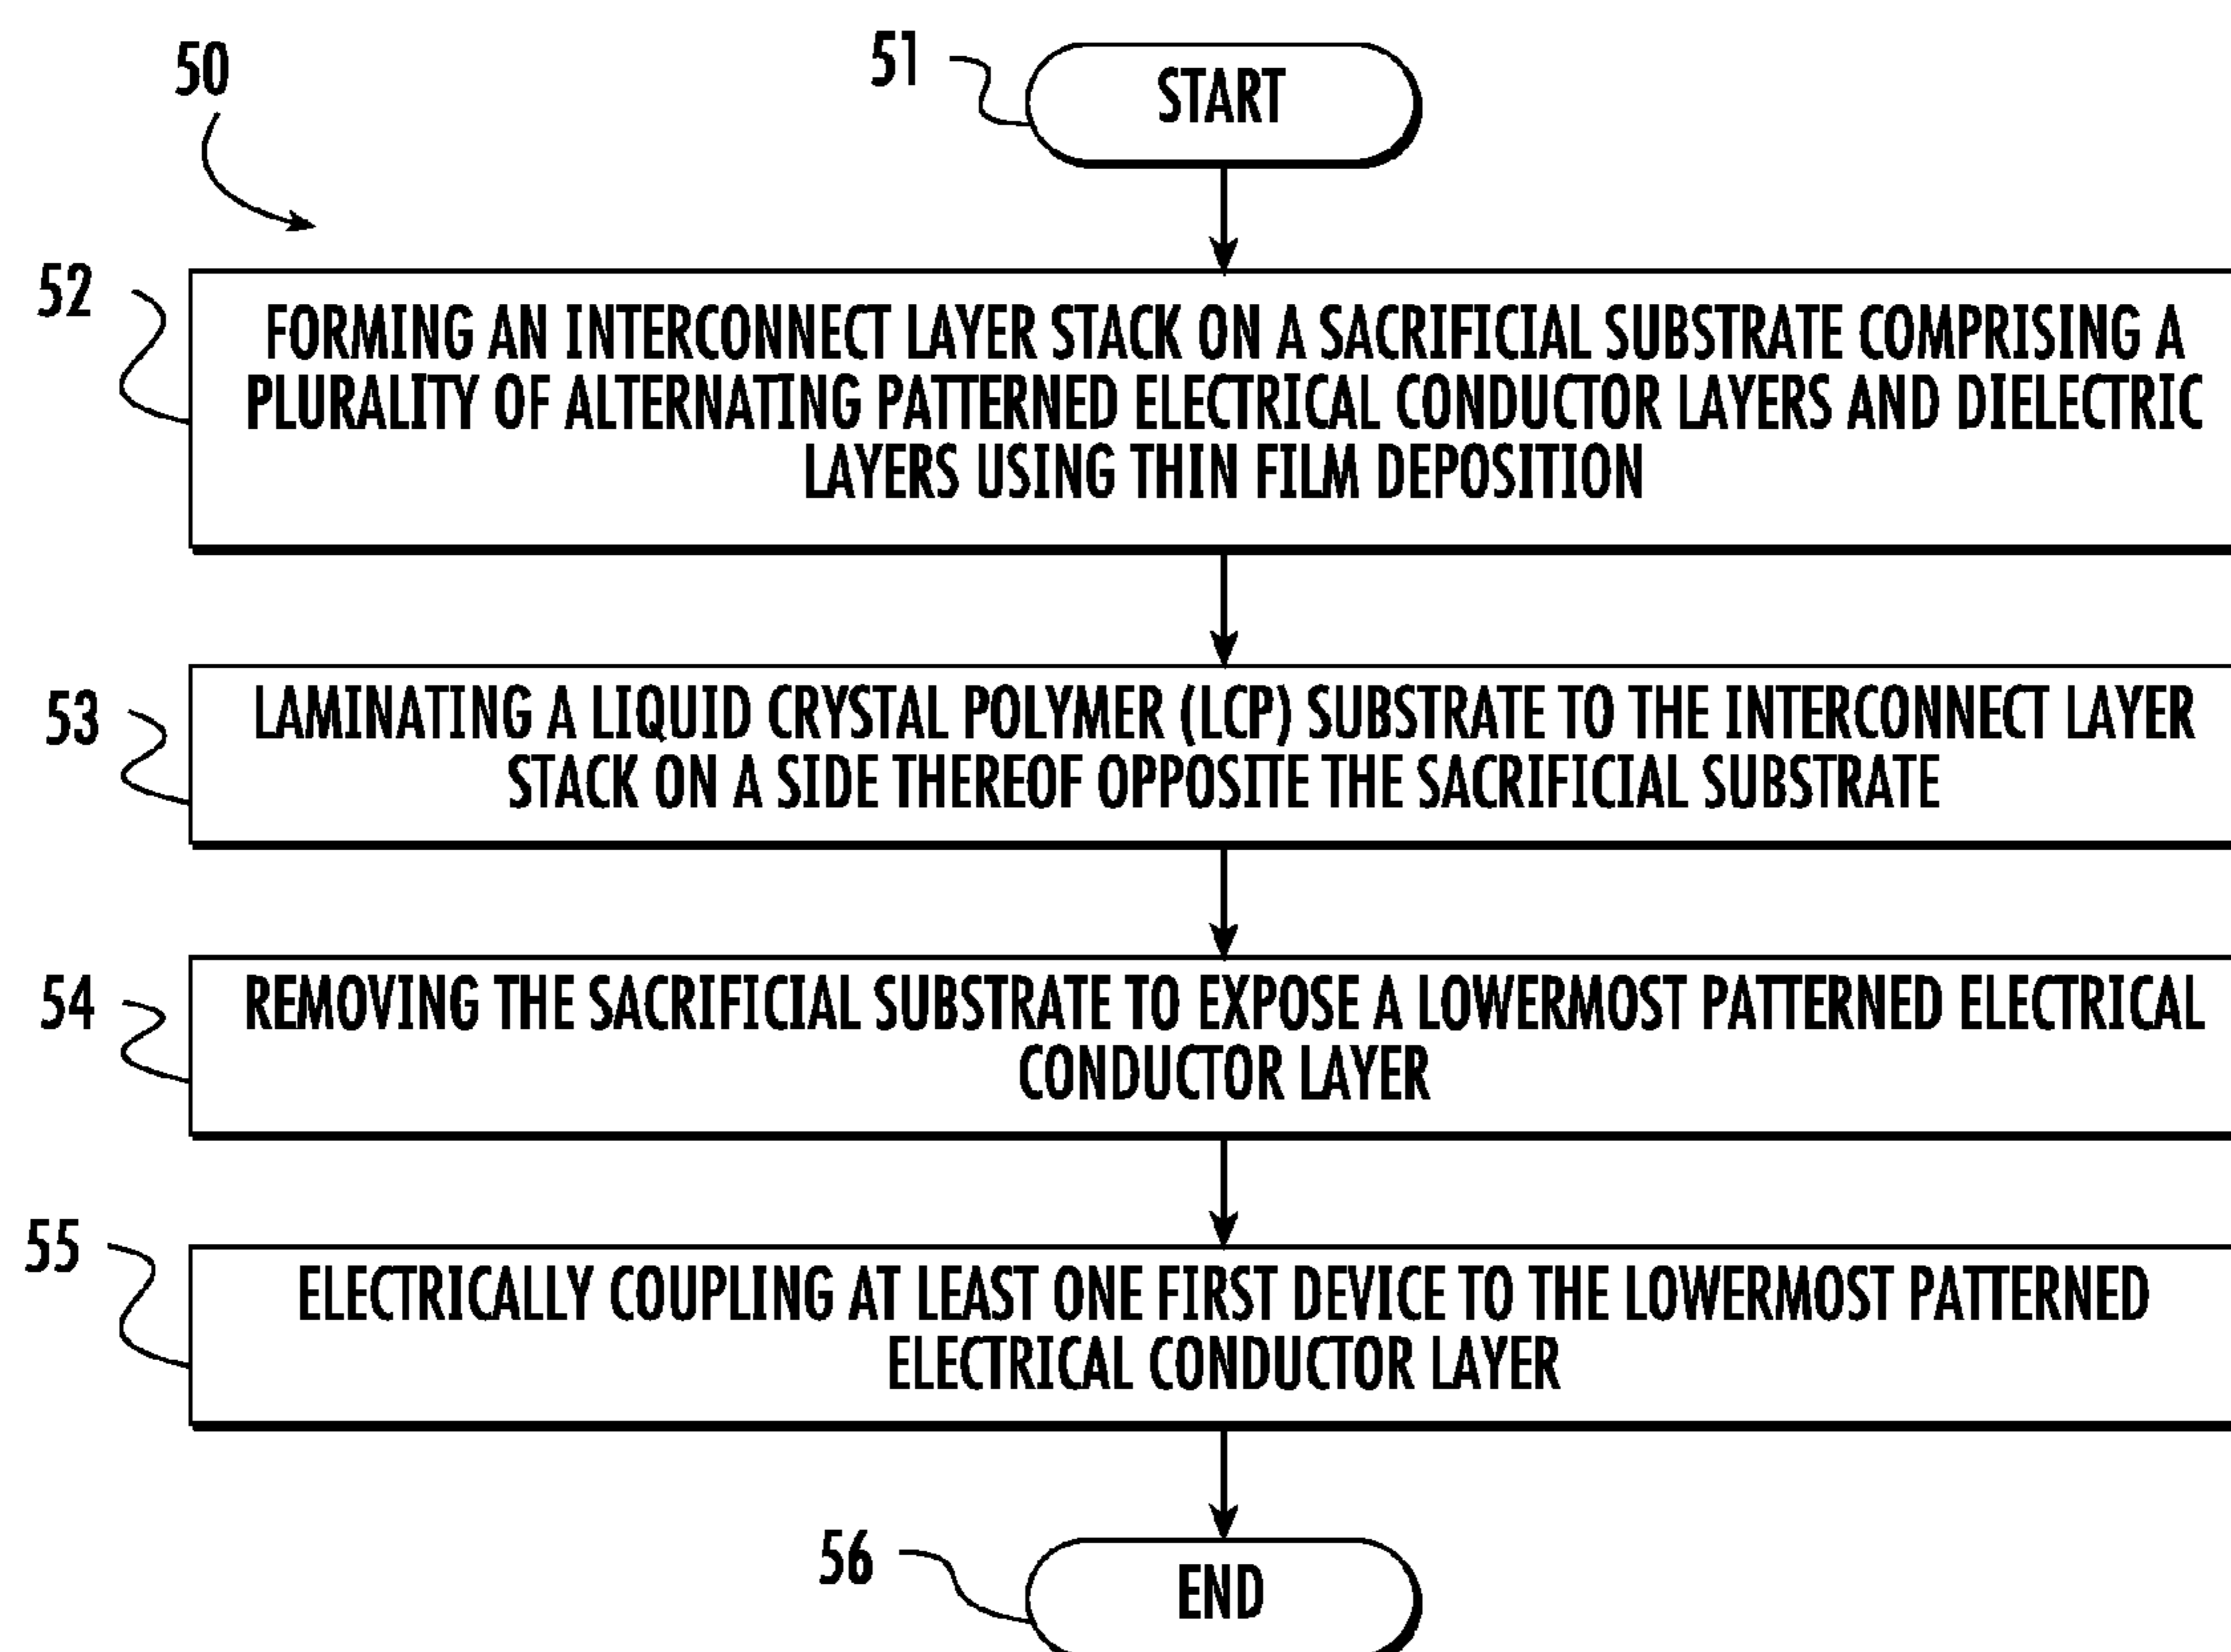 50
51
START
52
FORMING AN INTERCONNECT LAYER STACK ON A SACRIFICIAL SUBSTRATE COMPRISING A
PLURALITY OF ALTERNATING PATTERNED ELECTRICAL CONDUCTOR LAYERS AND DIELECTRIC
LAYERS USING THIN FILM DEPOSITION
53
LAMINATING A LIQUID CRYSTAL POLYMER (LCP) SUBSTRATE TO THE INTERCONNECT LAYER
STACK ON A SIDE THEREOF OPPOSITE THE SACRIFICIAL SUBSTRATE
54
REMOVING THE SACRIFICIAL SUBSTRATE TO EXPOSE A LOWERMOST PATTERNED ELECTRICAL
CONDUCTOR LAYER
55
ELECTRICALLY COUPLING AT LEAST ONE FIRST DEVICE TO THE LOWERMOST PATTERNED
ELECTRICAL CONDUCTOR LAYER
56
END